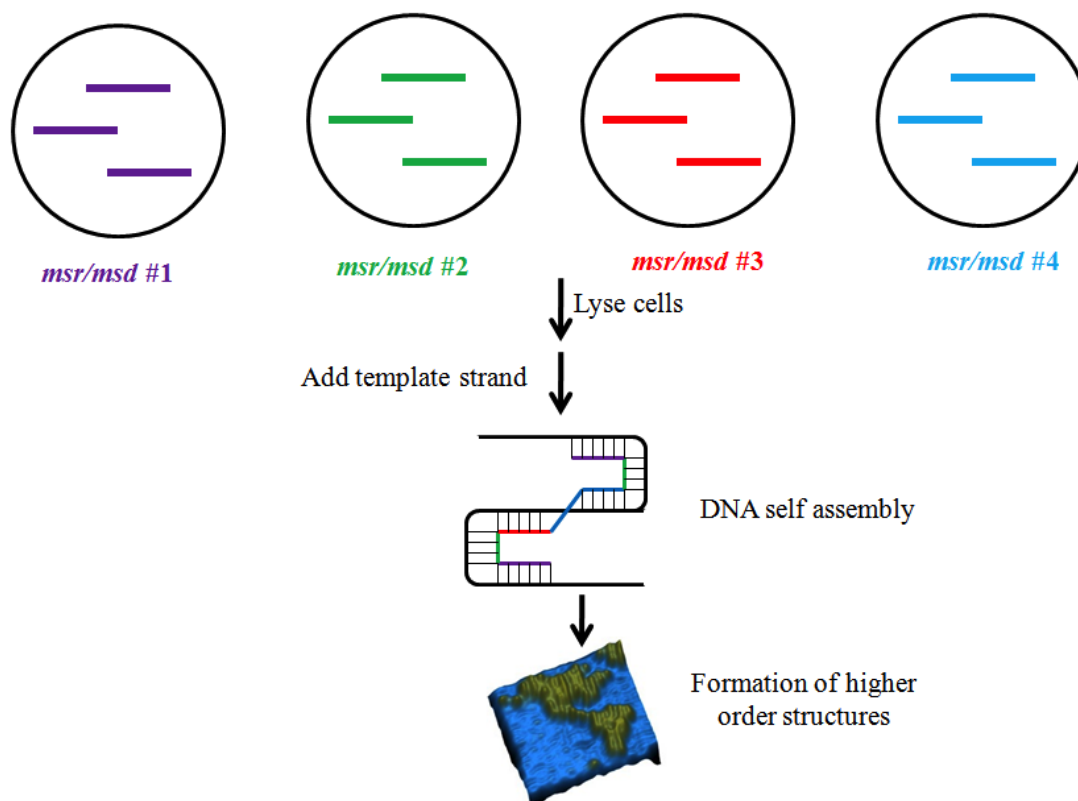 msr/msd #1
msr/msd #2
msr/msd #3
msr/msd #4
Lyse cells
Add template strand
DNA self assembly
Formation of higher
order structures